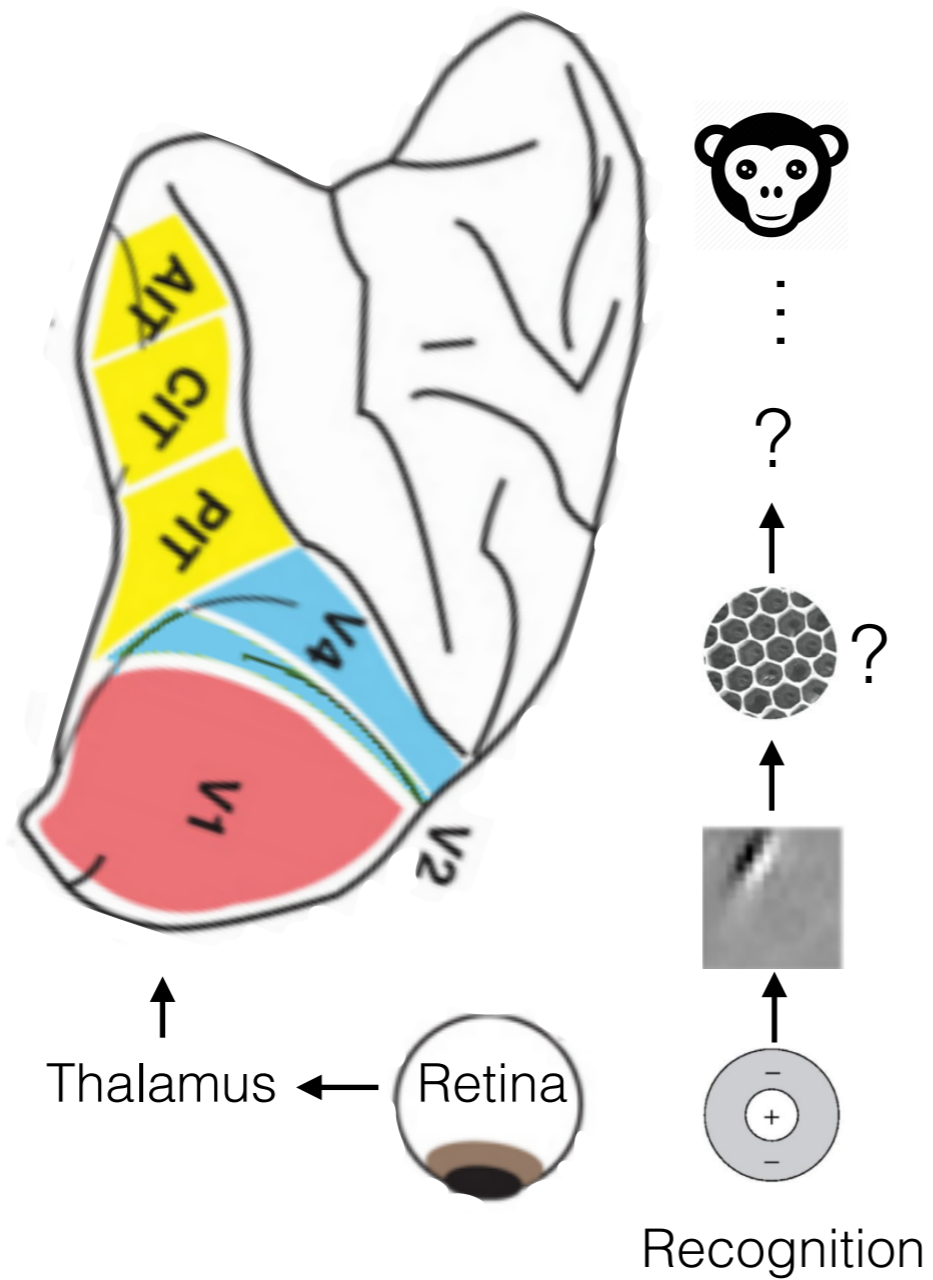 AIT
CIT
PIT
V4
V1
V2
Thalamus
Retina
?
?
−
+
−
Recognition